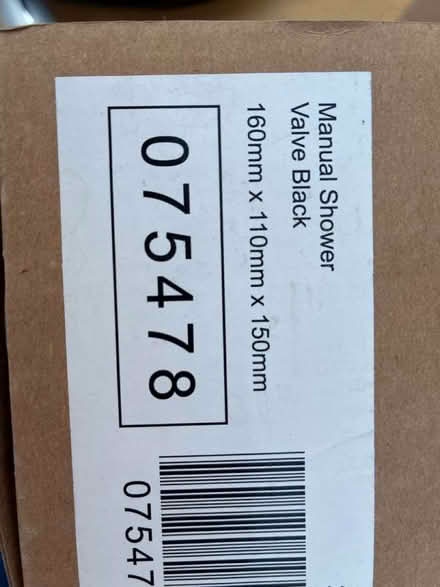 Manual Shower
Valve Black
160mm x 110mm x 150mm
075478
07547